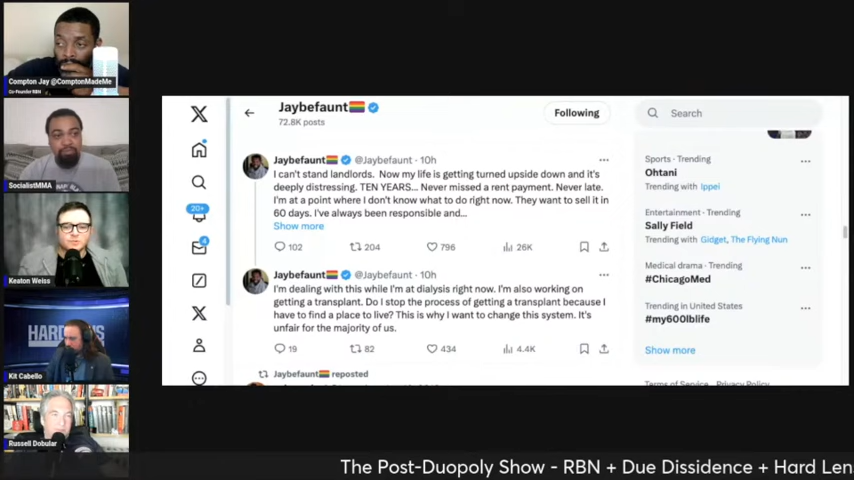 Compton Jay @ComptonMadeMe
Co-Founder RBN
SocialistMMA
Keaton Weiss
HARD
Kit Cabello
Russell Dobular
Jaybefaunt
72.8K posts
Following
Search
20+
4
Jaybefaunt @Jaybefaunt · 10h
I can't stand landlords. Now my life is getting turned upside down and it's
deeply distressing. TEN YEARS... Never missed a rent payment. Never late.
I'm at a point where I don't know what to do right now. They want to sell it in
60 days. I've always been responsible and...
Show more
102 204 796 26K
Jaybefaunt @Jaybefaunt · 10h
I'm dealing with this while I'm at dialysis right now. I'm also working on
getting a transplant. Do I stop the process of getting a transplant because I
have to find a place to live? This is why I want to change this system. It's
unfair for the majority of us.
19 82 434 4.4K
Jaybefaunt reposted
Sports · Trending
Ohtani
Trending with Ippei
Entertainment · Trending
Sally Field
Trending with Gidget, The Flying Nun
Medical drama · Trending
#ChicagoMed
Trending in United States
#my600lblife
Show more
Terms of Service Privacy Policy
The Post-Duopoly Show - RBN + Due Dissidence + Hard Len